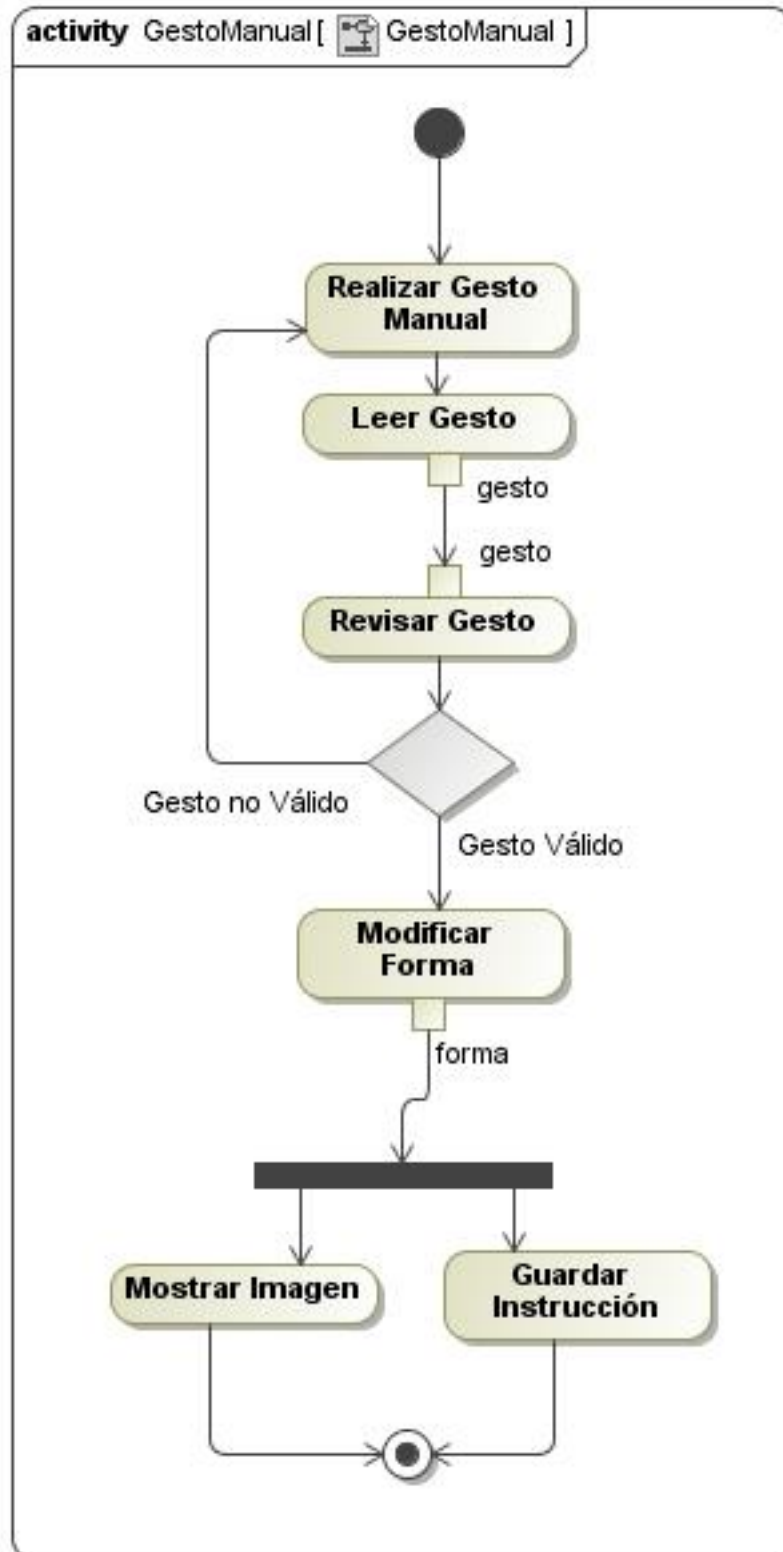 activity GestoManual [ GestoManual ]
Realizar Gesto
Manual
Leer Gesto
gesto
gesto
Revisar Gesto
Gesto no Válido
Gesto Válido
Modificar
Forma
forma
Mostrar Imagen
Guardar
Instrucción